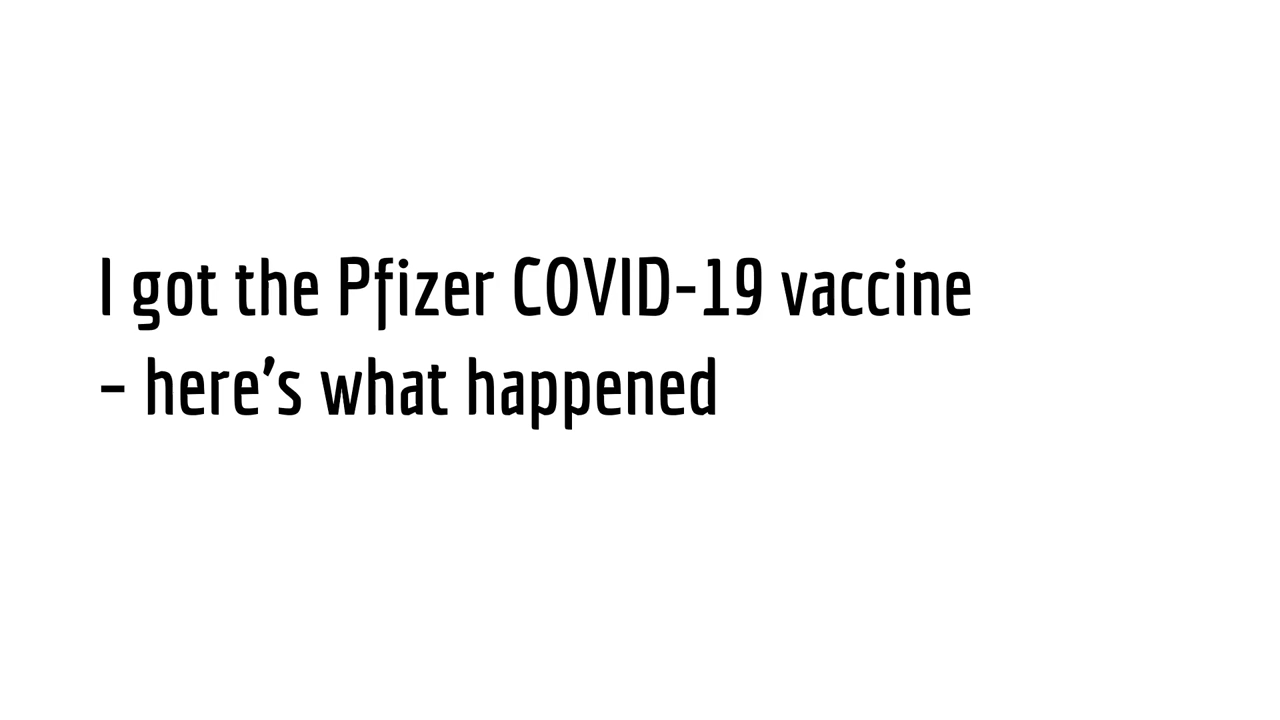 I got the Pfizer COVID-19 vaccine
– here’s what happened